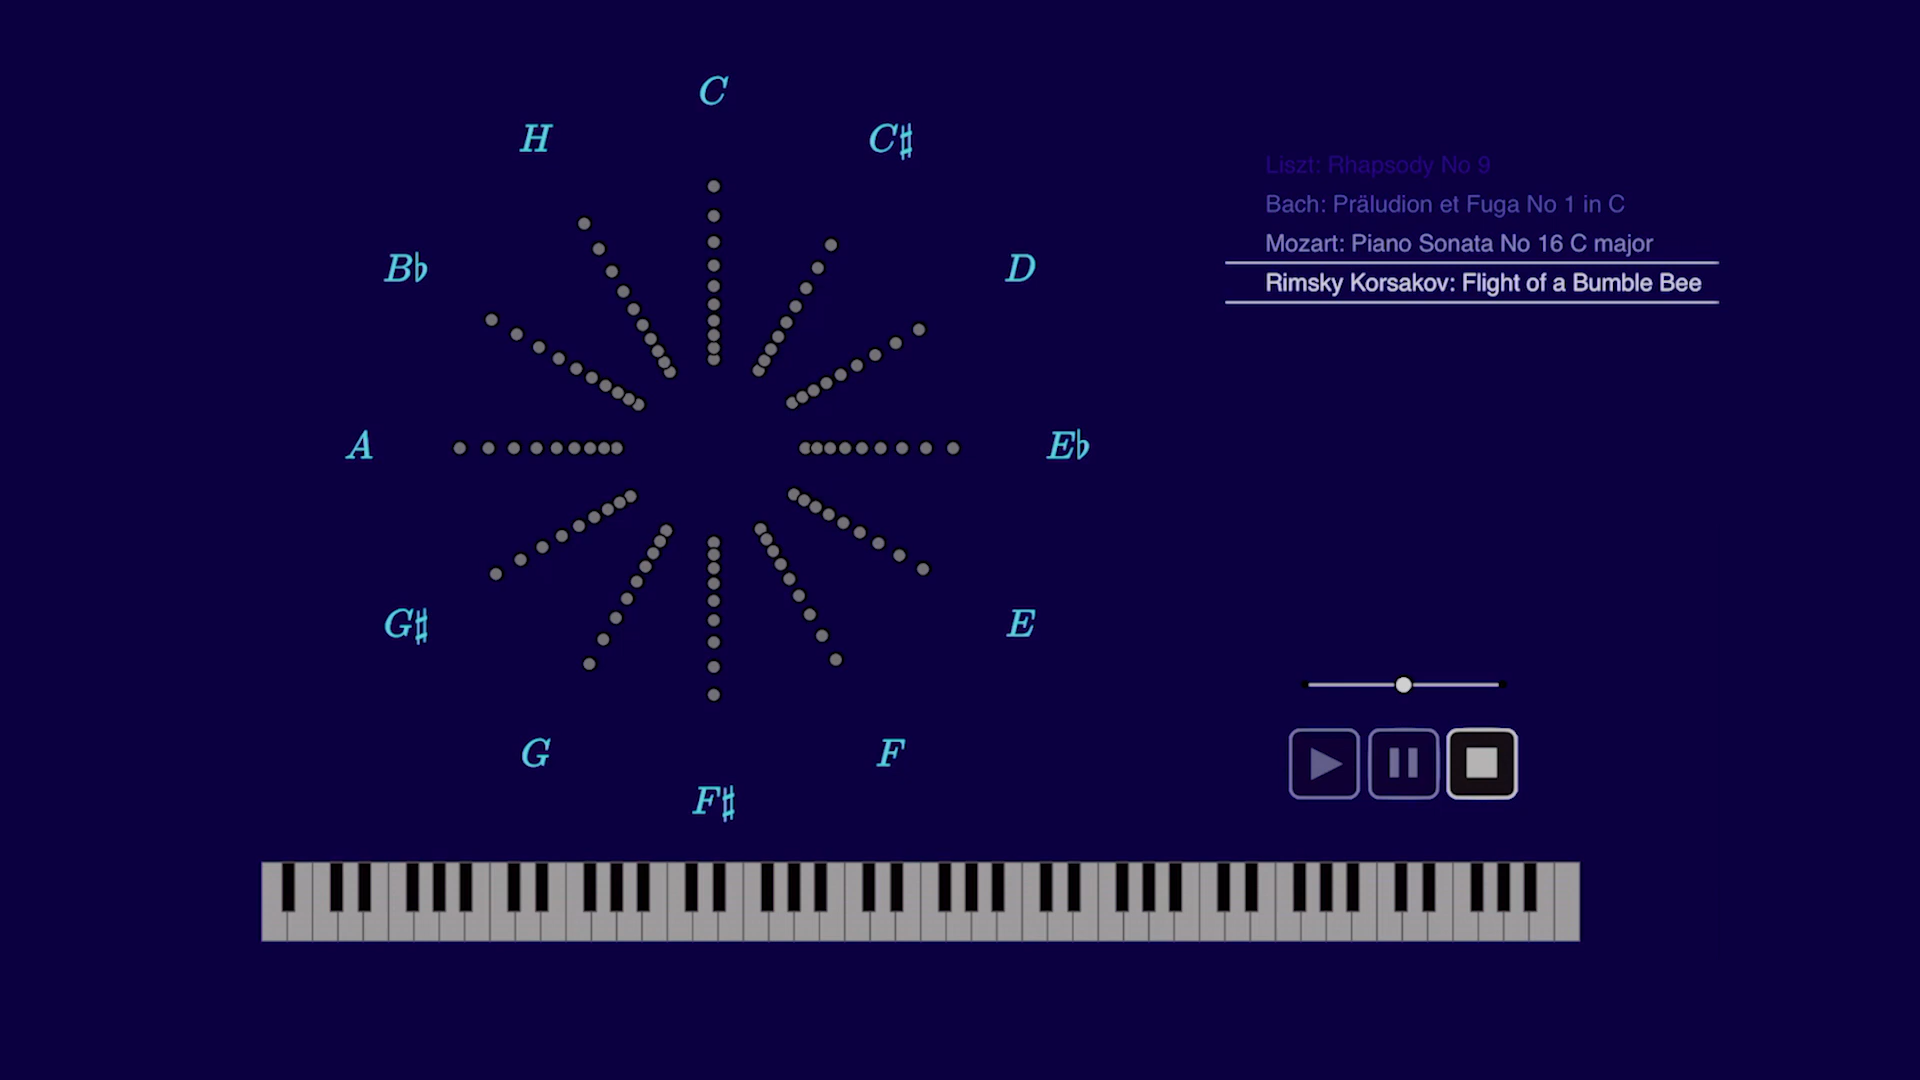 C
H
C♯
B♭
D
A
E♭
G♯
E
G
F
F♯
Liszt: Rhapsody No 9
Bach: Präludion et Fuga No 1 in C
Mozart: Piano Sonata No 16 C major
Rimsky Korsakov: Flight of a Bumble Bee